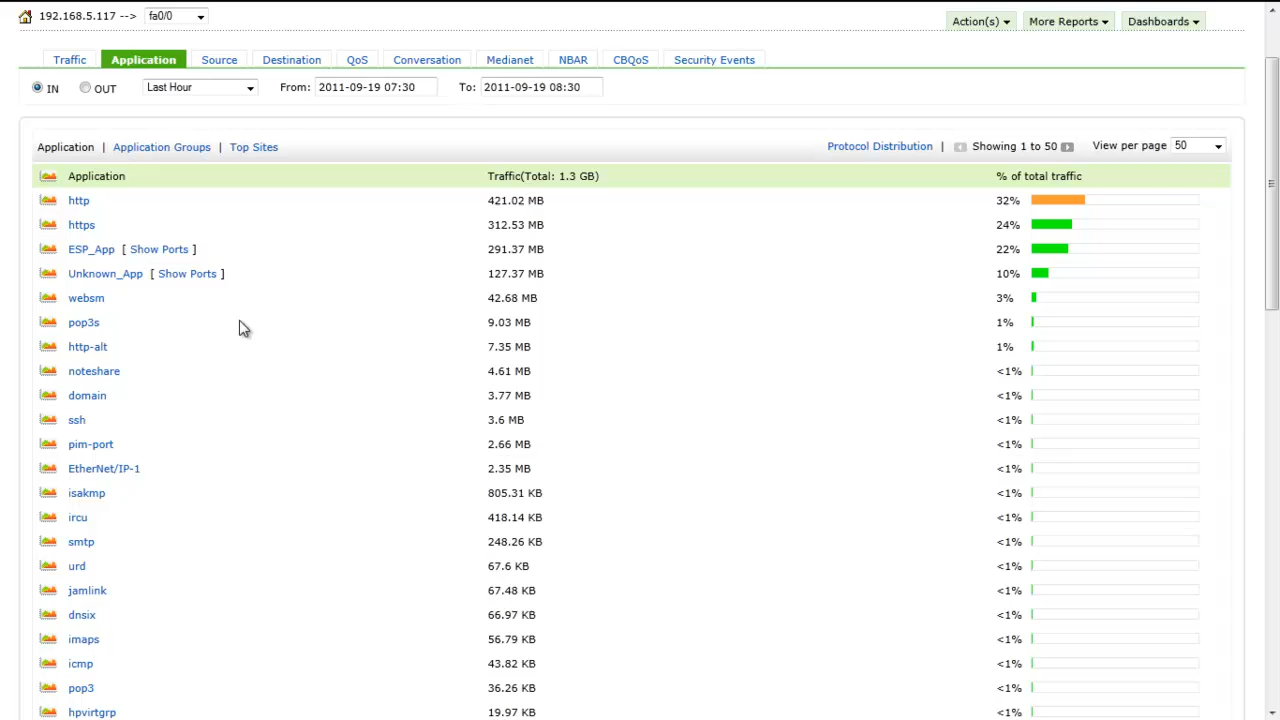 192.168.5.117 --> fa0/0
Action(s) More Reports Dashboards
Traffic Application Source Destination QoS Conversation Medianet NBAR CBQoS Security Events
IN OUT Last Hour From: 2011-09-19 07:30 To: 2011-09-19 08:30
Application | Application Groups | Top Sites Protocol Distribution | Showing 1 to 50 View per page 50
Application Traffic(Total: 1.3 GB) % of total traffic
http 421.02 MB 32%
https 312.53 MB 24%
ESP_App [ Show Ports ] 291.37 MB 22%
Unknown_App [ Show Ports ] 127.37 MB 10%
websm 42.68 MB 3%
pop3s 9.03 MB 1%
http-alt 7.35 MB 1%
noteshare 4.61 MB <1%
domain 3.77 MB <1%
ssh 3.6 MB <1%
pim-port 2.66 MB <1%
EtherNet/IP-1 2.35 MB <1%
isakmp 805.31 KB <1%
ircu 418.14 KB <1%
smtp 248.26 KB <1%
urd 67.6 KB <1%
jamlink 67.48 KB <1%
dnsix 66.97 KB <1%
imaps 56.79 KB <1%
icmp 43.82 KB <1%
pop3 36.26 KB <1%
hpvirtgrp 19.97 KB <1%